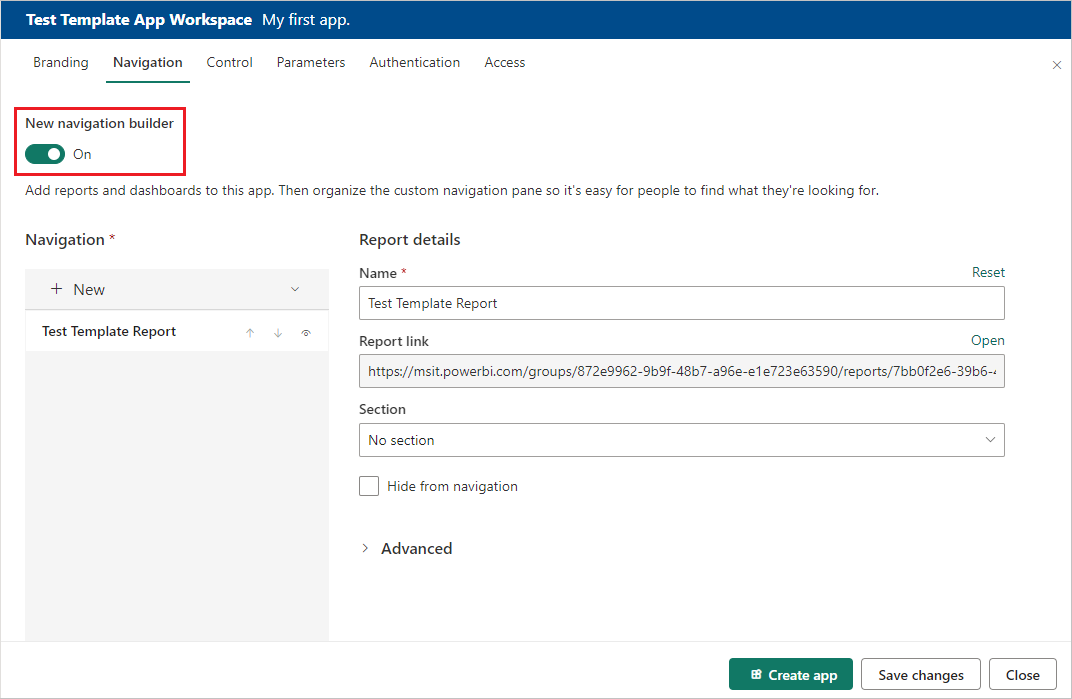 Test Template App Workspace My first app.
Branding Navigation Control Parameters Authentication Access
New navigation builder
On
Add reports and dashboards to this app. Then organize the custom navigation pane so it's easy for people to find what they're looking for.
Navigation *
New
Test Template Report
Report details
Name * Reset
Test Template Report
Report link Open
https://msit.powerbi.com/groups/872e9962-9b9f-48b7-a96e-e1e723e63590/reports/7bb0f2e6-39b6-4
Section
No section
Hide from navigation
Advanced
Create app Save changes Close